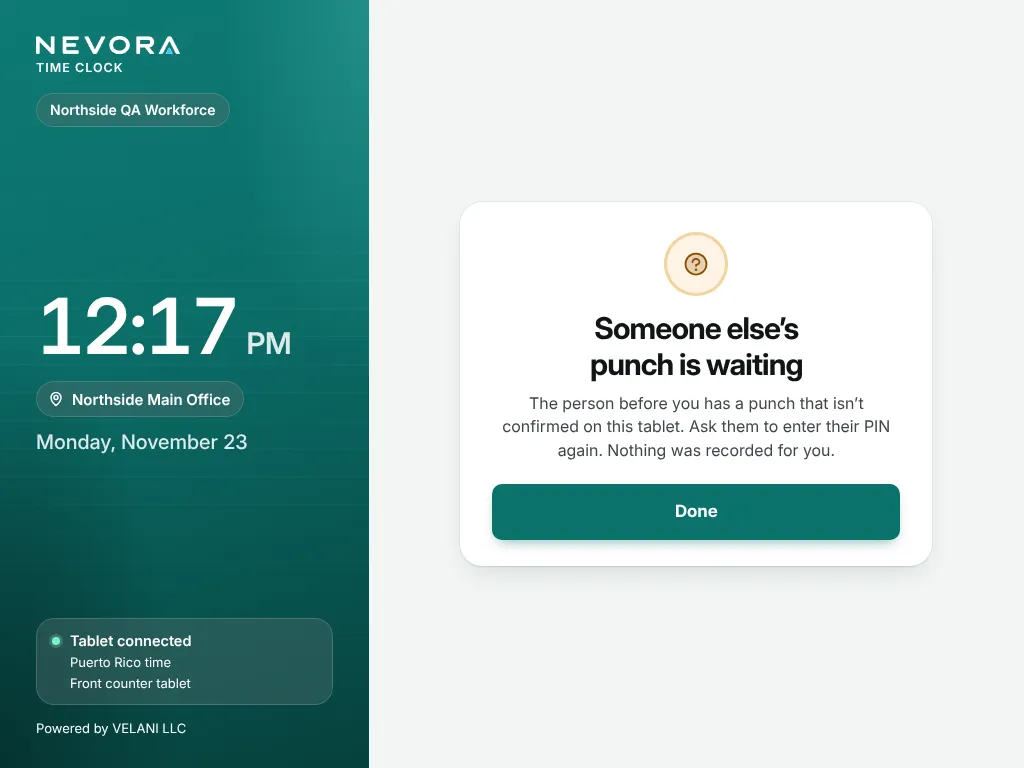 NEVORA
TIME CLOCK
Northside QA Workforce
12:17 PM
Northside Main Office
Monday, November 23
Tablet connected
Puerto Rico time
Front counter tablet
Powered by VELANI LLC
Someone else’s
punch is waiting
The person before you has a punch that isn’t
confirmed on this tablet. Ask them to enter their PIN
again. Nothing was recorded for you.
Done